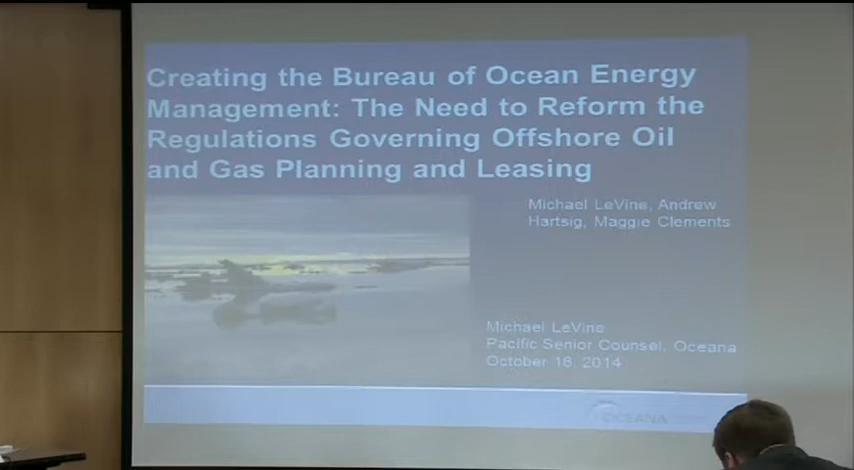 Creating the Bureau of Ocean Energy
Management: The Need to Reform the
Regulations Governing Offshore Oil
and Gas Planning and Leasing
Michael LeVine, Andrew
Hartsig, Maggie Clements
Michael LeVine
Pacific Senior Counsel, Oceana
October 16, 2014
OCEANA